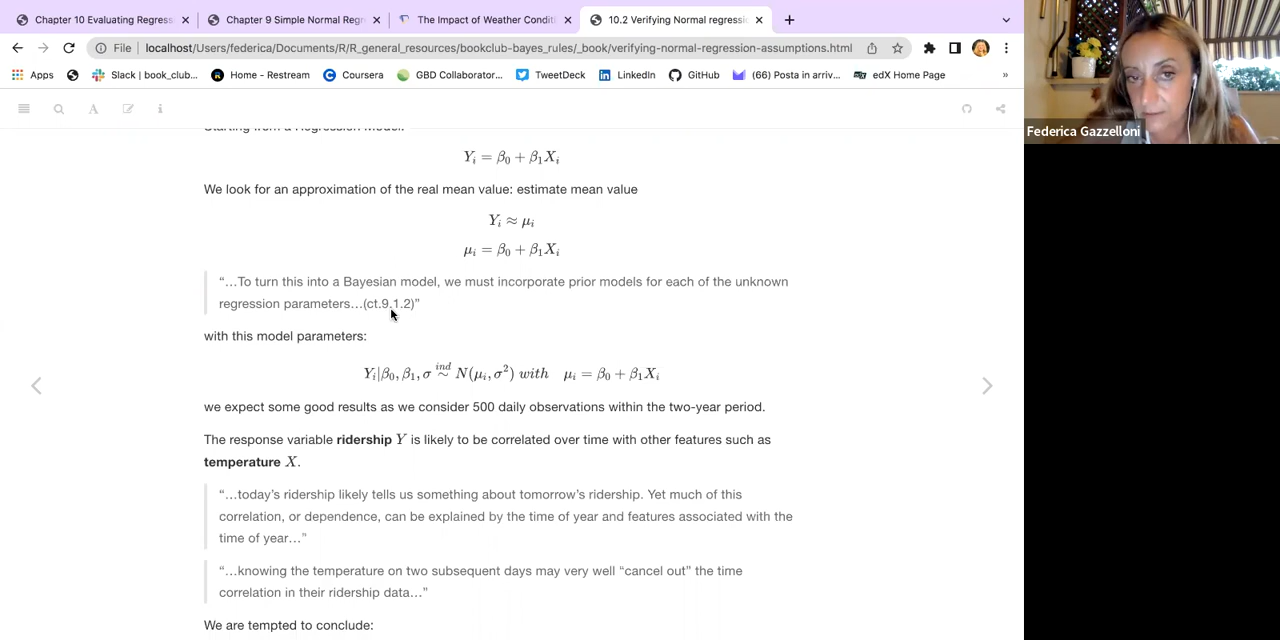 Chapter 10 Evaluating Regress
Chapter 9 Simple Normal Regr
The Impact of Weather Conditi
10.2 Verifying Normal regressi
File
localhost/Users/federica/Documents/R/R_general_resources/bookclub-bayes_rules/_book/verifying-normal-regression-assumptions.html
Apps
Slack | book_club...
Home - Restream
Coursera
GBD Collaborator...
TweetDeck
LinkedIn
GitHub
(66) Posta in arriv...
edX Home Page
»
Federica Gazzelloni
Starting from a Regression Model:
Y_i = β_0 + β_1X_i
We look for an approximation of the real mean value: estimate mean value
Y_i ≈ μ_i
μ_i = β_0 + β_1X_i
“…To turn this into a Bayesian model, we must incorporate prior models for each of the unknown
regression parameters…(ct.9.1.2)”
with this model parameters:
Y_i|β_0, β_1, σ ~^{ind} N(μ_i, σ^2) with μ_i = β_0 + β_1X_i
we expect some good results as we consider 500 daily observations within the two-year period.
The response variable ridership Y is likely to be correlated over time with other features such as
temperature X.
“…today’s ridership likely tells us something about tomorrow’s ridership. Yet much of this
correlation, or dependence, can be explained by the time of year and features associated with the
time of year…”
“…knowing the temperature on two subsequent days may very well “cancel out” the time
correlation in their ridership data…”
We are tempted to conclude: